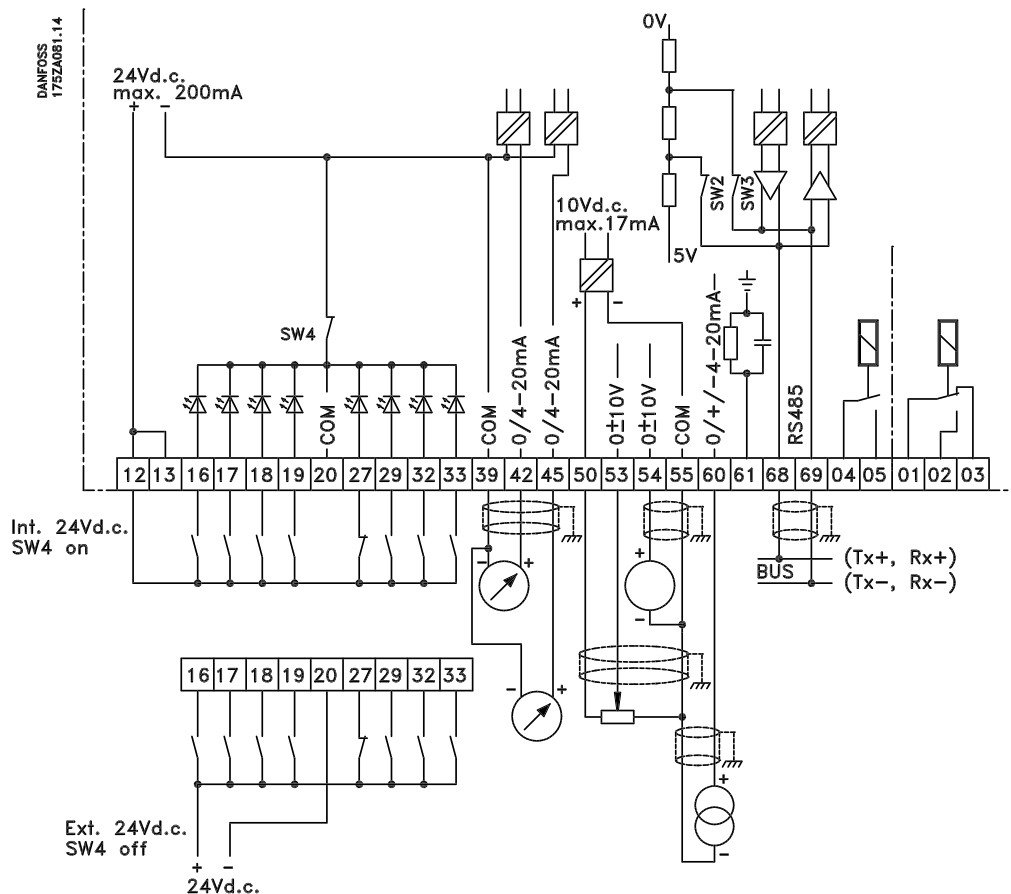 DANFOSS
175ZA081.14
24Vd.c.
max. 200mA
+ −
0V
SW2
SW3
10Vd.c.
max.17mA
5V
+ −
SW4
COM
COM
0/4-20mA
0/4-20mA
0±10V
0±10V
COM
0/+/-4-20mA
RS485
12 13 16 17 18 19 20 27 29 32 33 39 42 45 50 53 54 55 60 61 68 69 04 05 01 02 03
Int. 24Vd.c.
SW4 on
− +
+
−
BUS
(Tx+, Rx+)
(Tx−, Rx−)
16 17 18 19 20 27 29 32 33
− +
+
−
Ext. 24Vd.c.
SW4 off
+ −
24Vd.c.